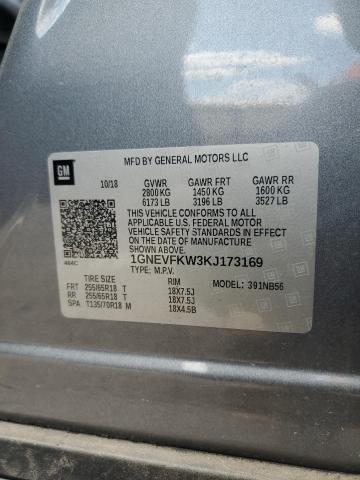 GM
MFD BY GENERAL MOTORS LLC
10/18 GVWR GAWR FRT GAWR RR
2800 KG 1450 KG 1600 KG
6173 LB 3196 LB 3527 LB
THIS VEHICLE CONFORMS TO ALL
APPLICABLE U.S. FEDERAL MOTOR
VEHICLE SAFETY STANDARDS IN EFFECT
ON THE DATE OF MANUFACTURE
SHOWN ABOVE.
1GNEVFKW3KJ173169
TYPE: M.P.V. MODEL: 391NB56
TIRE SIZE RIM
FRT 255/65R18 T 18X7.5J
RR 255/65R18 T 18X7.5J
SPA T135/70R18 M 18X4.5B